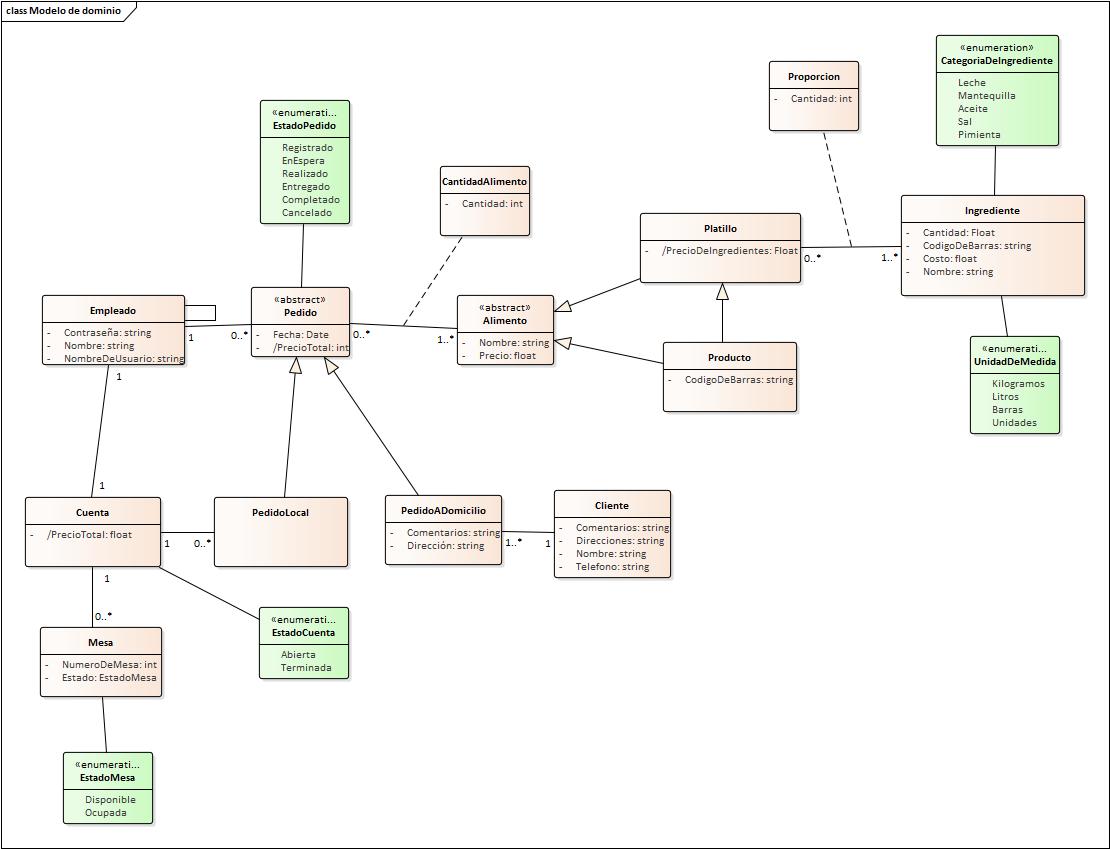 class Modelo de dominio
«enumeration»
CategoriaDeIngrediente
Leche
Mantequilla
Aceite
Sal
Pimienta
Proporcion
- Cantidad: int
«enumerati...
EstadoPedido
Registrado
EnEspera
Realizado
Entregado
Completado
Cancelado
CantidadAlimento
- Cantidad: int
Ingrediente
- Cantidad: Float
- CodigoDeBarras: string
- Costo: float
- Nombre: string
Platillo
- /PrecioDeIngredientes: Float
0..*
1..*
Empleado
- Contraseña: string
- Nombre: string
- NombreDeUsuario: string
1
0..*
«abstract»
Pedido
- Fecha: Date
- /PrecioTotal: int
0..*
1..*
«abstract»
Alimento
- Nombre: string
- Precio: float
Producto
- CodigoDeBarras: string
«enumerati...
UnidadDeMedida
Kilogramos
Litros
Barras
Unidades
1
1
Cuenta
- /PrecioTotal: float
1
0..*
PedidoLocal
PedidoADomicilio
- Comentarios: string
- Dirección: string
1..*
1
Cliente
- Comentarios: string
- Direcciones: string
- Nombre: string
- Telefono: string
1
0..*
«enumerati...
EstadoCuenta
Abierta
Terminada
Mesa
- NumeroDeMesa: int
- Estado: EstadoMesa
«enumerati...
EstadoMesa
Disponible
Ocupada